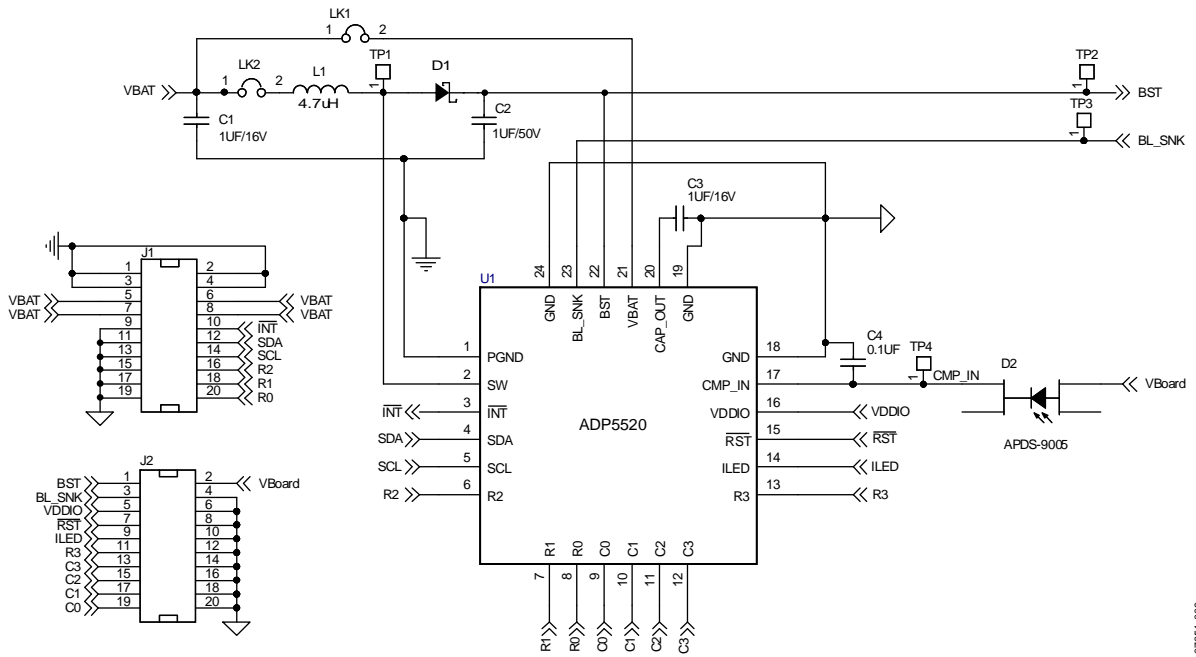 LK1
1 2
TP1
1
LK2
1 2
L1
4.7uH
D1
VBAT
C1
1UF/16V
C2
1UF/50V
TP2
1
BST
TP3
1
BL_SNK
C3
1UF/16V
J1
1 2
3 4
VBAT 5 6 VBAT
VBAT 7 8 VBAT
9 10 INT
11 12 SDA
13 14 SCL
15 16 R2
17 18 R1
19 20 R0
U1
24 23 22 21 20 19
GND BL_SNK BST VBAT CAP_OUT GND
1 PGND
2 SW
INT 3 INT
SDA 4 SDA
SCL 5 SCL
R2 6 R2
ADP5520
GND 18
CMP_IN 17
VDDIO 16 VDDIO
RST 15 RST
ILED 14 ILED
R3 13 R3
C4
0.1UF
TP4
1
CMP_IN
D2
VBoard
APDS-9005
J2
BST 1 2 VBoard
BL_SNK 3 4
VDDIO 5 6
RST 7 8
ILED 9 10
R3 11 12
C3 13 14
C2 15 16
C1 17 18
C0 19 20
R1 R0 C0 C1 C2 C3
7 8 9 10 11 12
R1 R0 C0 C1 C2 C3